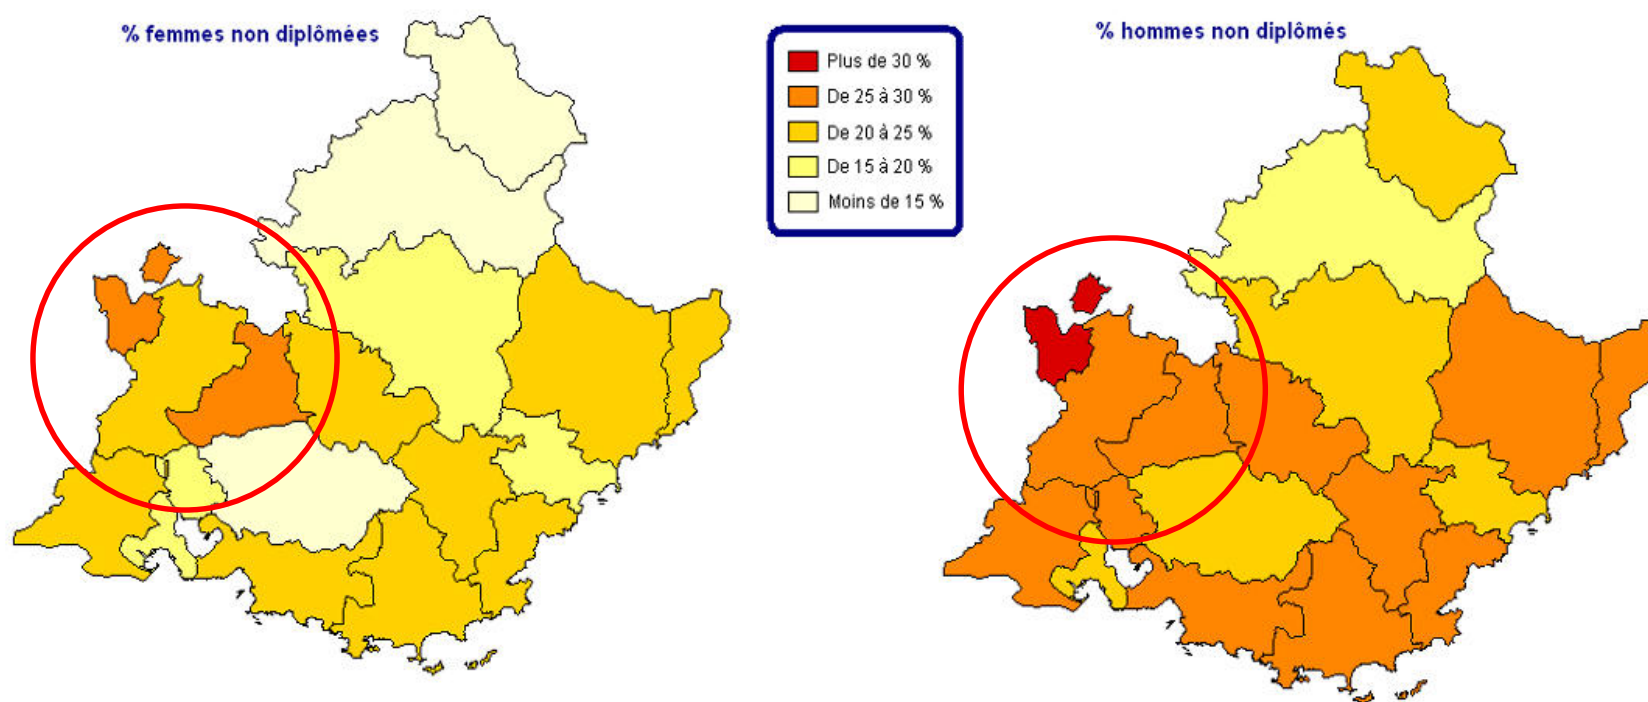 % femmes non diplômées
Plus de 30 %
De 25 à 30 %
De 20 à 25 %
De 15 à 20 %
Moins de 15 %
% hommes non diplômés